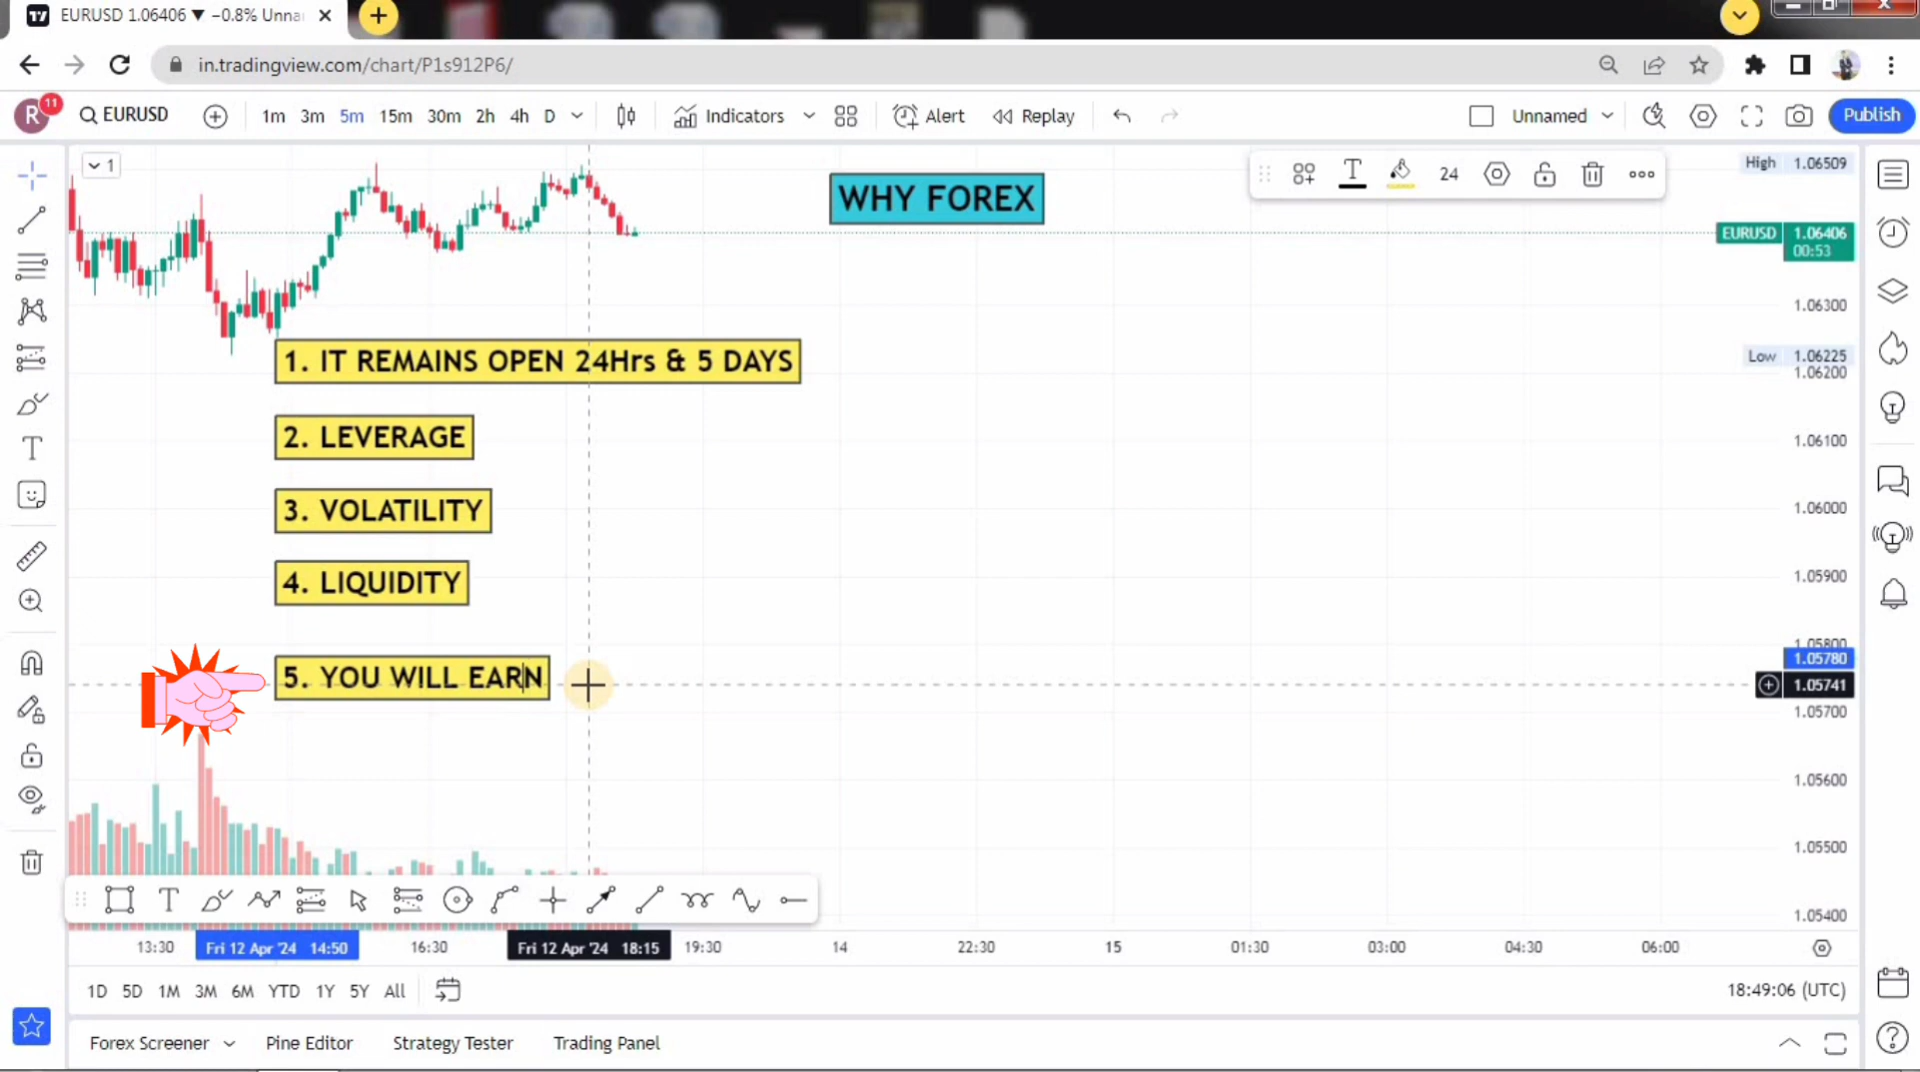 EURUSD 1.06406 ▼ −0.8% Unna
in.tradingview.com/chart/P1s912P6/
R 11 EURUSD 1m 3m 5m 15m 30m 2h 4h D Indicators Alert Replay Unnamed Publish
1
WHY FOREX
24
High 1.06509
EURUSD 1.06406
00:53
1.06300
Low 1.06225
1.06200
1.06100
1.06000
1.05900
1.05800
1.05780
1.05741
1.05700
1.05600
1.05500
1.05400
1. IT REMAINS OPEN 24Hrs & 5 DAYS
2. LEVERAGE
3. VOLATILITY
4. LIQUIDITY
5. YOU WILL EARN
13:30 Fri 12 Apr '24 14:50 16:30 Fri 12 Apr '24 18:15 19:30 14 22:30 15 01:30 03:00 04:30 06:00
1D 5D 1M 3M 6M YTD 1Y 5Y All 18:49:06 (UTC)
Forex Screener Pine Editor Strategy Tester Trading Panel